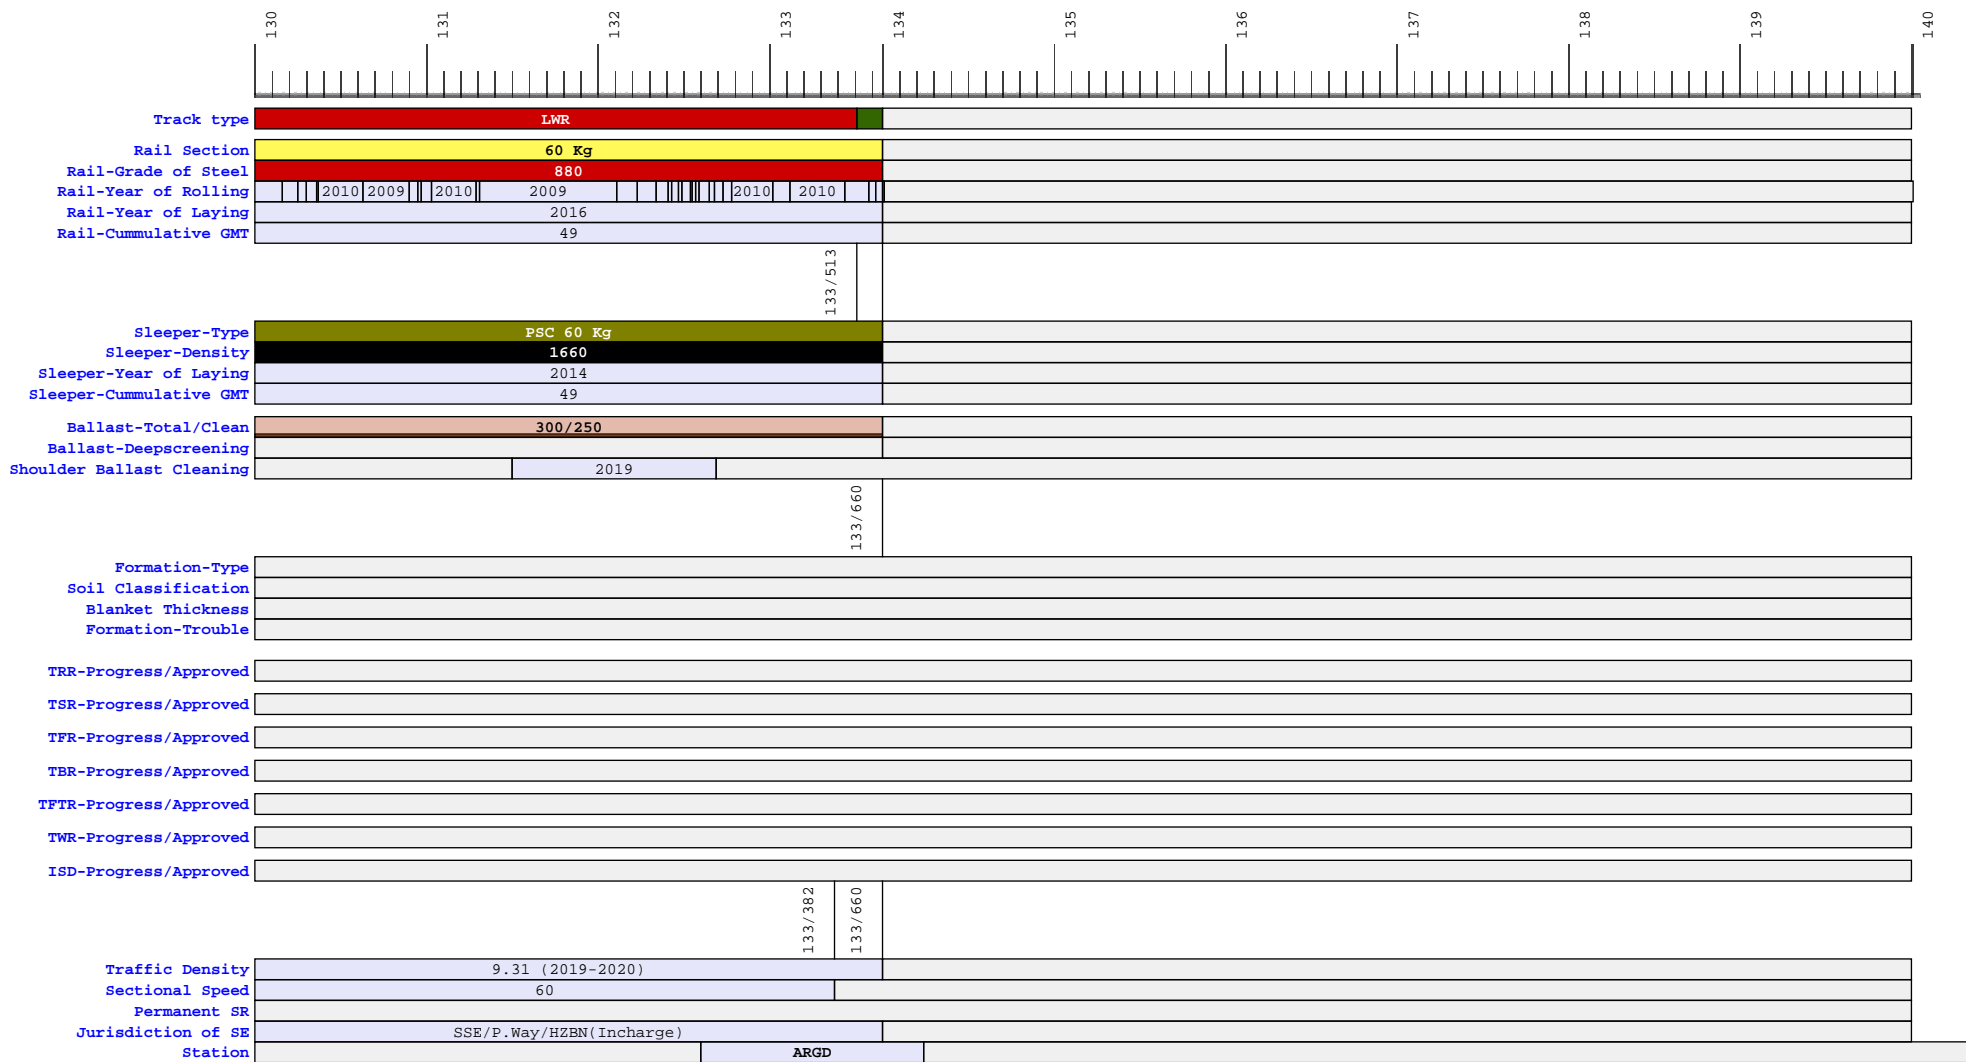 130 131 132 133 134 135 136 137 138 139 140
Track type LWR
Rail Section 60 Kg
Rail-Grade of Steel 880
Rail-Year of Rolling 2010 2009 2010 2009 2010 2010
Rail-Year of Laying 2016
Rail-Cummulative GMT 49
133/513
Sleeper-Type PSC 60 Kg
Sleeper-Density 1660
Sleeper-Year of Laying 2014
Sleeper-Cummulative GMT 49
Ballast-Total/Clean 300/250
Ballast-Deepscreening
Shoulder Ballast Cleaning 2019
133/660
Formation-Type
Soil Classification
Blanket Thickness
Formation-Trouble
TRR-Progress/Approved
TSR-Progress/Approved
TFR-Progress/Approved
TBR-Progress/Approved
TFTR-Progress/Approved
TWR-Progress/Approved
ISD-Progress/Approved
133/382 133/660
Traffic Density 9.31 (2019-2020)
Sectional Speed 60
Permanent SR
Jurisdiction of SE SSE/P.Way/HZBN(Incharge)
Station ARGD